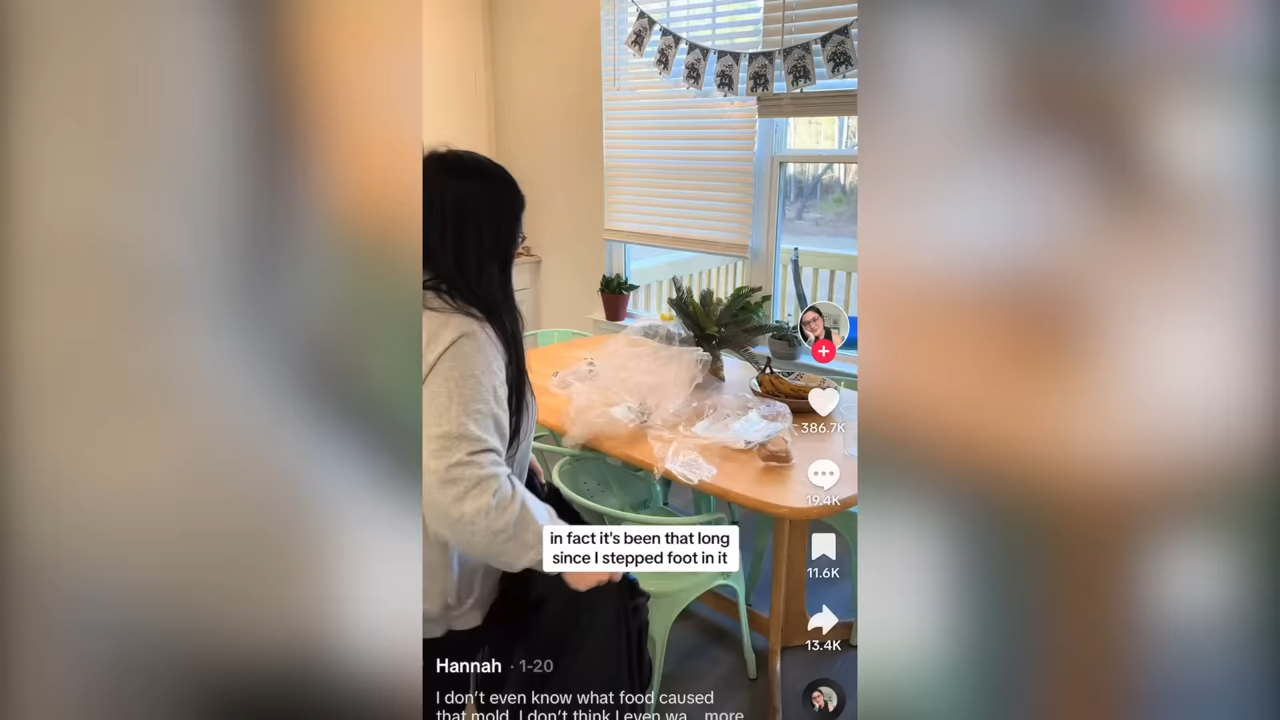 386.7K
19.4K
in fact it's been that long
since I stepped foot in it
11.6K
13.4K
Hannah · 1-20
I don't even know what food caused
that mold. I don't think I even wa... more